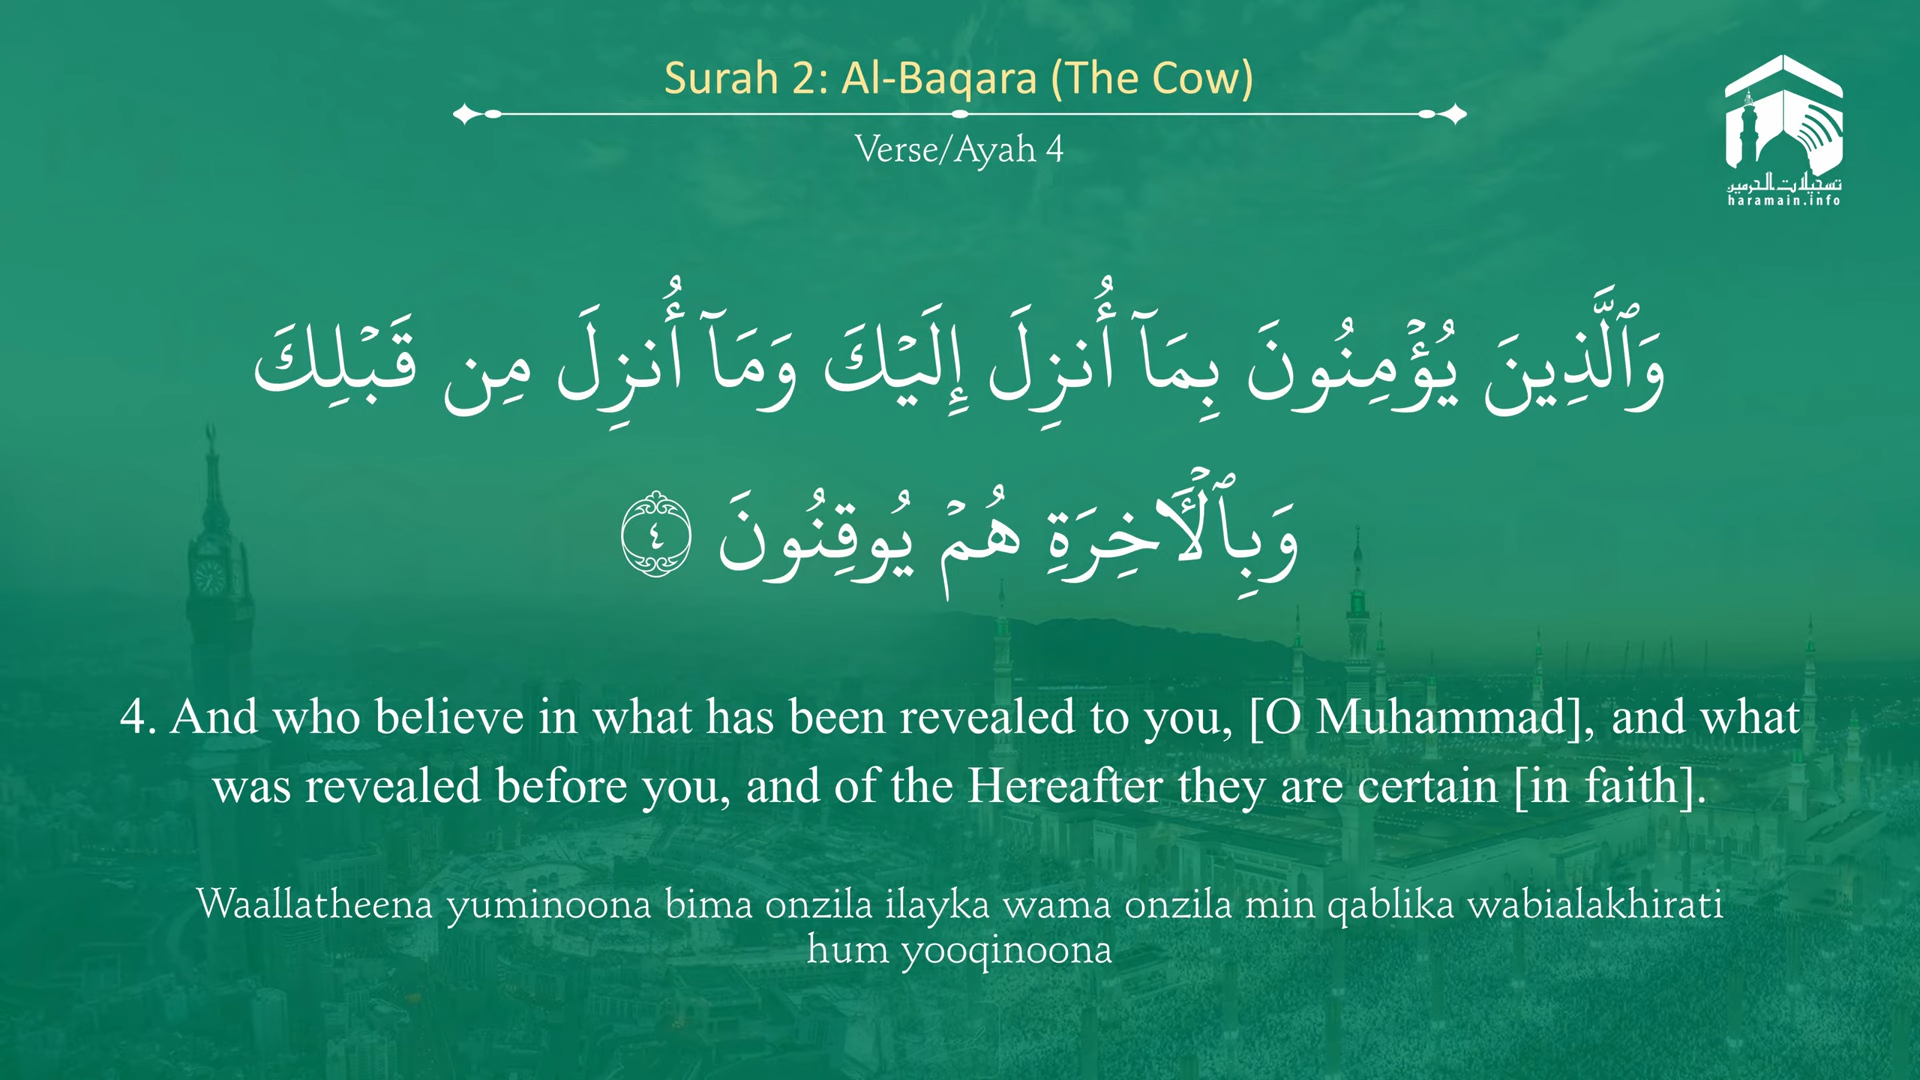 Surah 2: Al-Baqara (The Cow)
Verse/Ayah 4
تسجيلات الحرمين
haramain.info
وَٱلَّذِينَ يُؤۡمِنُونَ بِمَآ أُنزِلَ إِلَيۡكَ وَمَآ أُنزِلَ مِن قَبۡلِكَ
وَبِٱلۡأٓخِرَةِ هُمۡ يُوقِنُونَ ٤
4. And who believe in what has been revealed to you, [O Muhammad], and what
was revealed before you, and of the Hereafter they are certain [in faith].
Waallatheena yuminoona bima onzila ilayka wama onzila min qablika wabialakhirati
hum yooqinoona